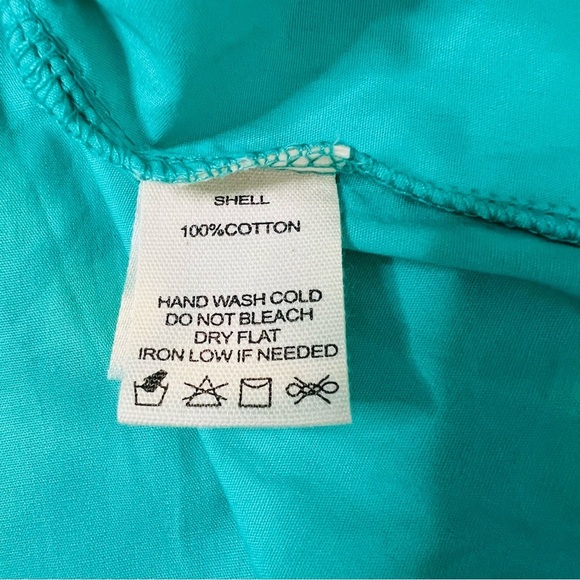 SHELL
100%COTTON
HAND WASH COLD
DO NOT BLEACH
DRY FLAT
IRON LOW IF NEEDED